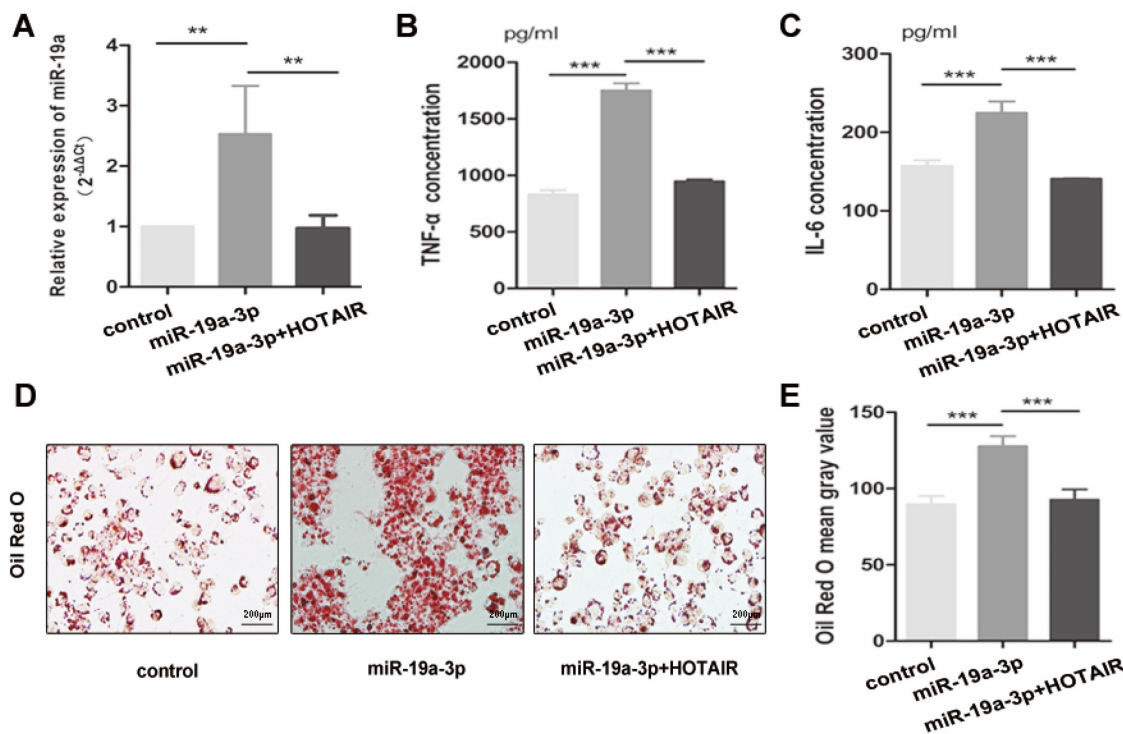 A
Relative expression of miR-19a
( 2-ΔΔCt)
4
3
2
1
0
**
**
control
miR-19a-3p
miR-19a-3p+HOTAIR
B
pg/ml
TNF-α concentration
2000
1500
1000
500
0
***
***
control
miR-19a-3p
miR-19a-3p+HOTAIR
C
pg/ml
IL-6 concentration
300
200
100
0
***
***
control
miR-19a-3p
miR-19a-3p+HOTAIR
D
Oil Red O
200μm
200μm
200μm
control
miR-19a-3p
miR-19a-3p+HOTAIR
E
Oil Red O mean gray value
150
100
50
0
***
***
control
miR-19a-3p
miR-19a-3p+HOTAIR